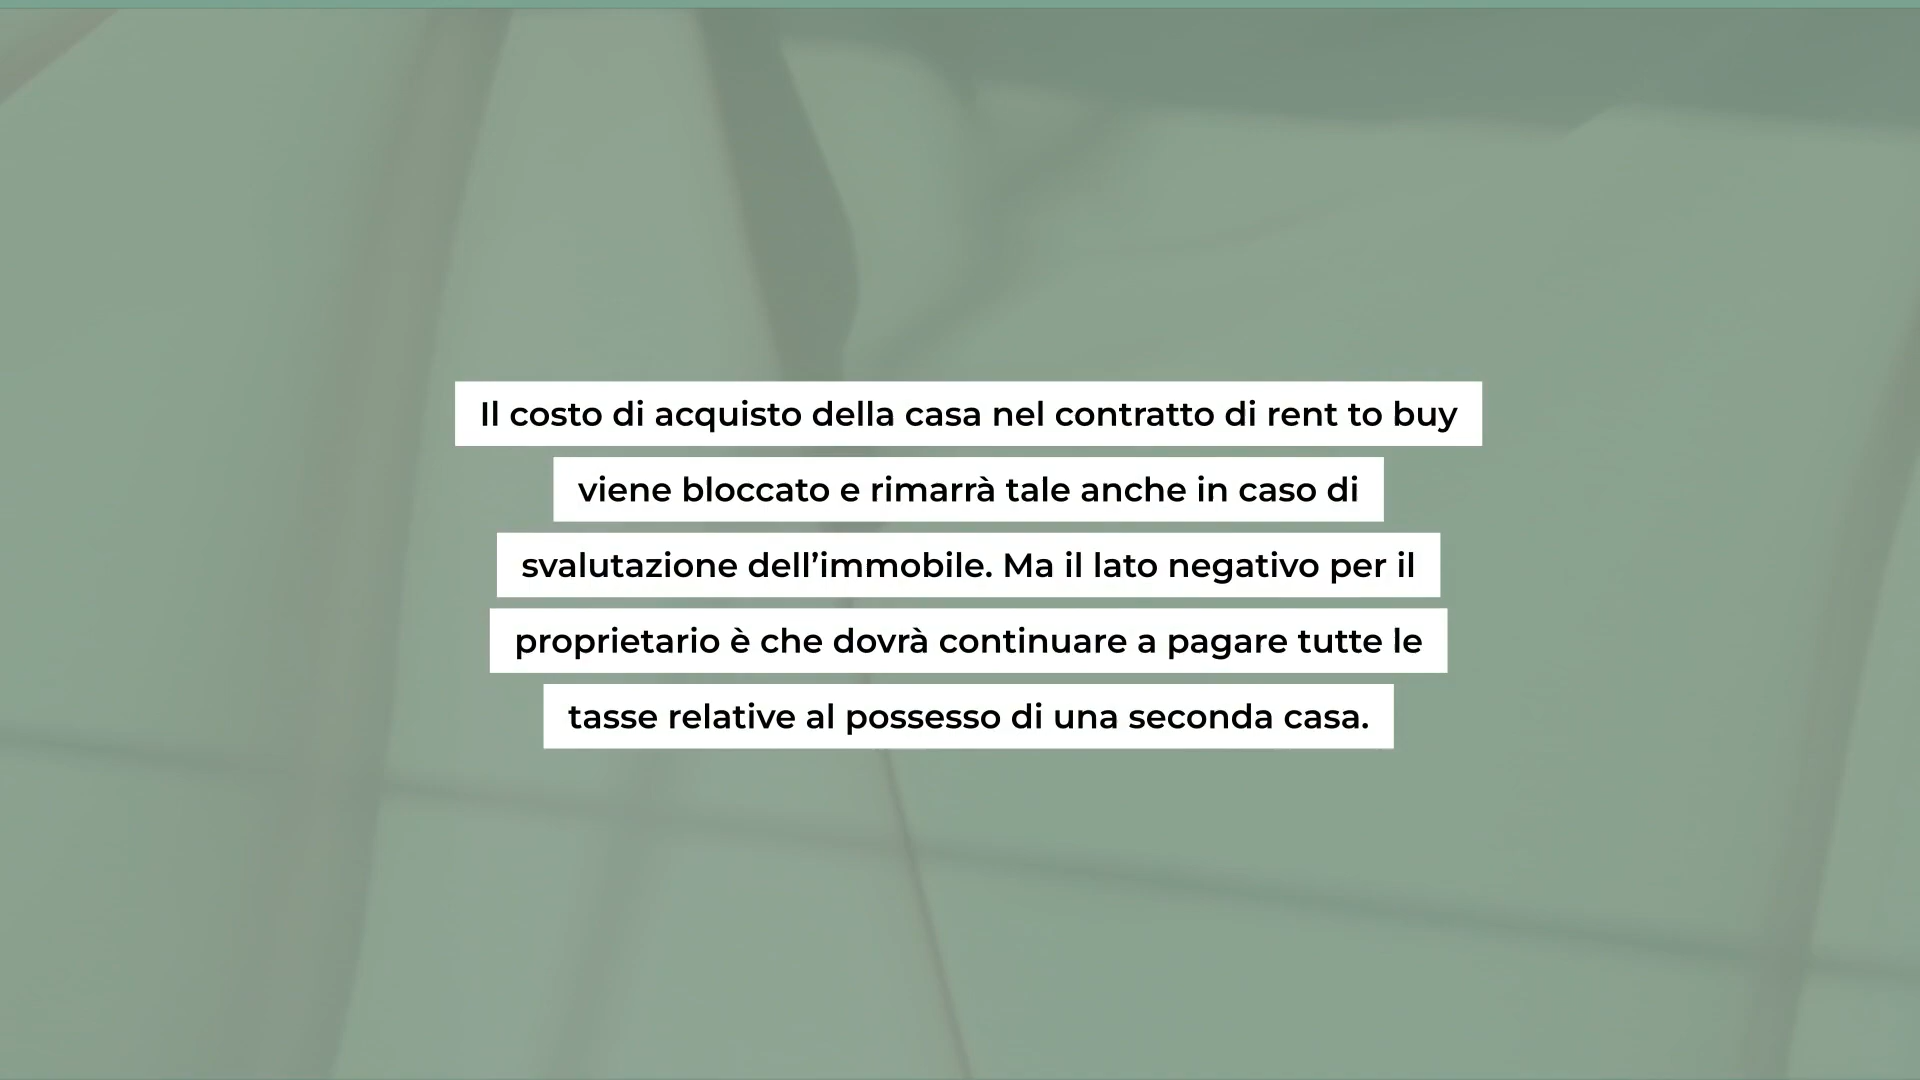 Il costo di acquisto della casa nel contratto di rent to buy
viene bloccato e rimarrà tale anche in caso di
svalutazione dell’immobile. Ma il lato negativo per il
proprietario è che dovrà continuare a pagare tutte le
tasse relative al possesso di una seconda casa.